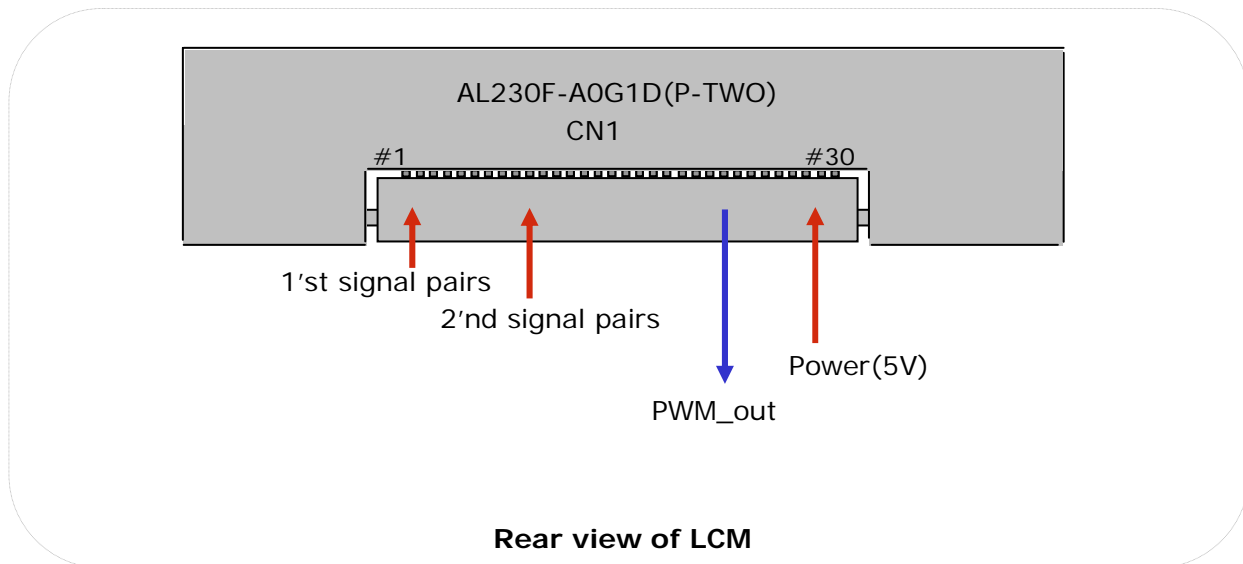 AL230F-A0G1D(P-TWO)
CN1
#1 #30
1'st signal pairs
2'nd signal pairs
Power(5V)
PWM_out
Rear view of LCM